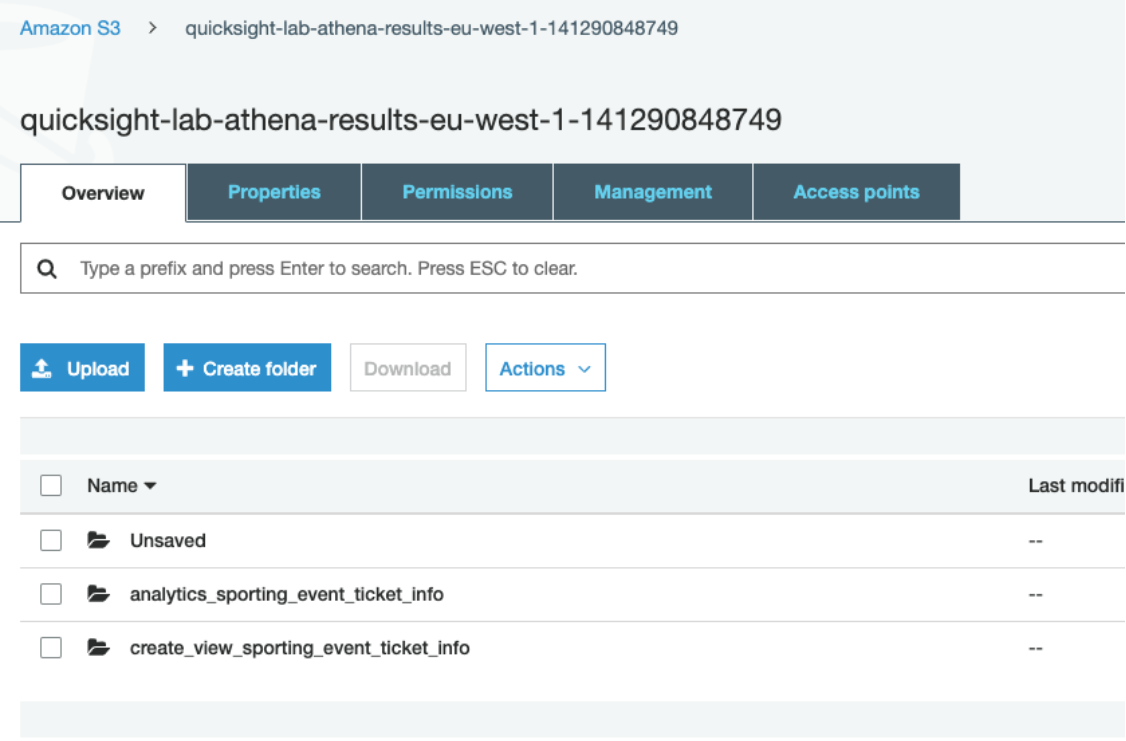 Amazon S3 > quicksight-lab-athena-results-eu-west-1-141290848749
quicksight-lab-athena-results-eu-west-1-141290848749
Overview Properties Permissions Management Access points
Type a prefix and press Enter to search. Press ESC to clear.
Upload + Create folder Download Actions
Name Last modifi
Unsaved --
analytics_sporting_event_ticket_info --
create_view_sporting_event_ticket_info --